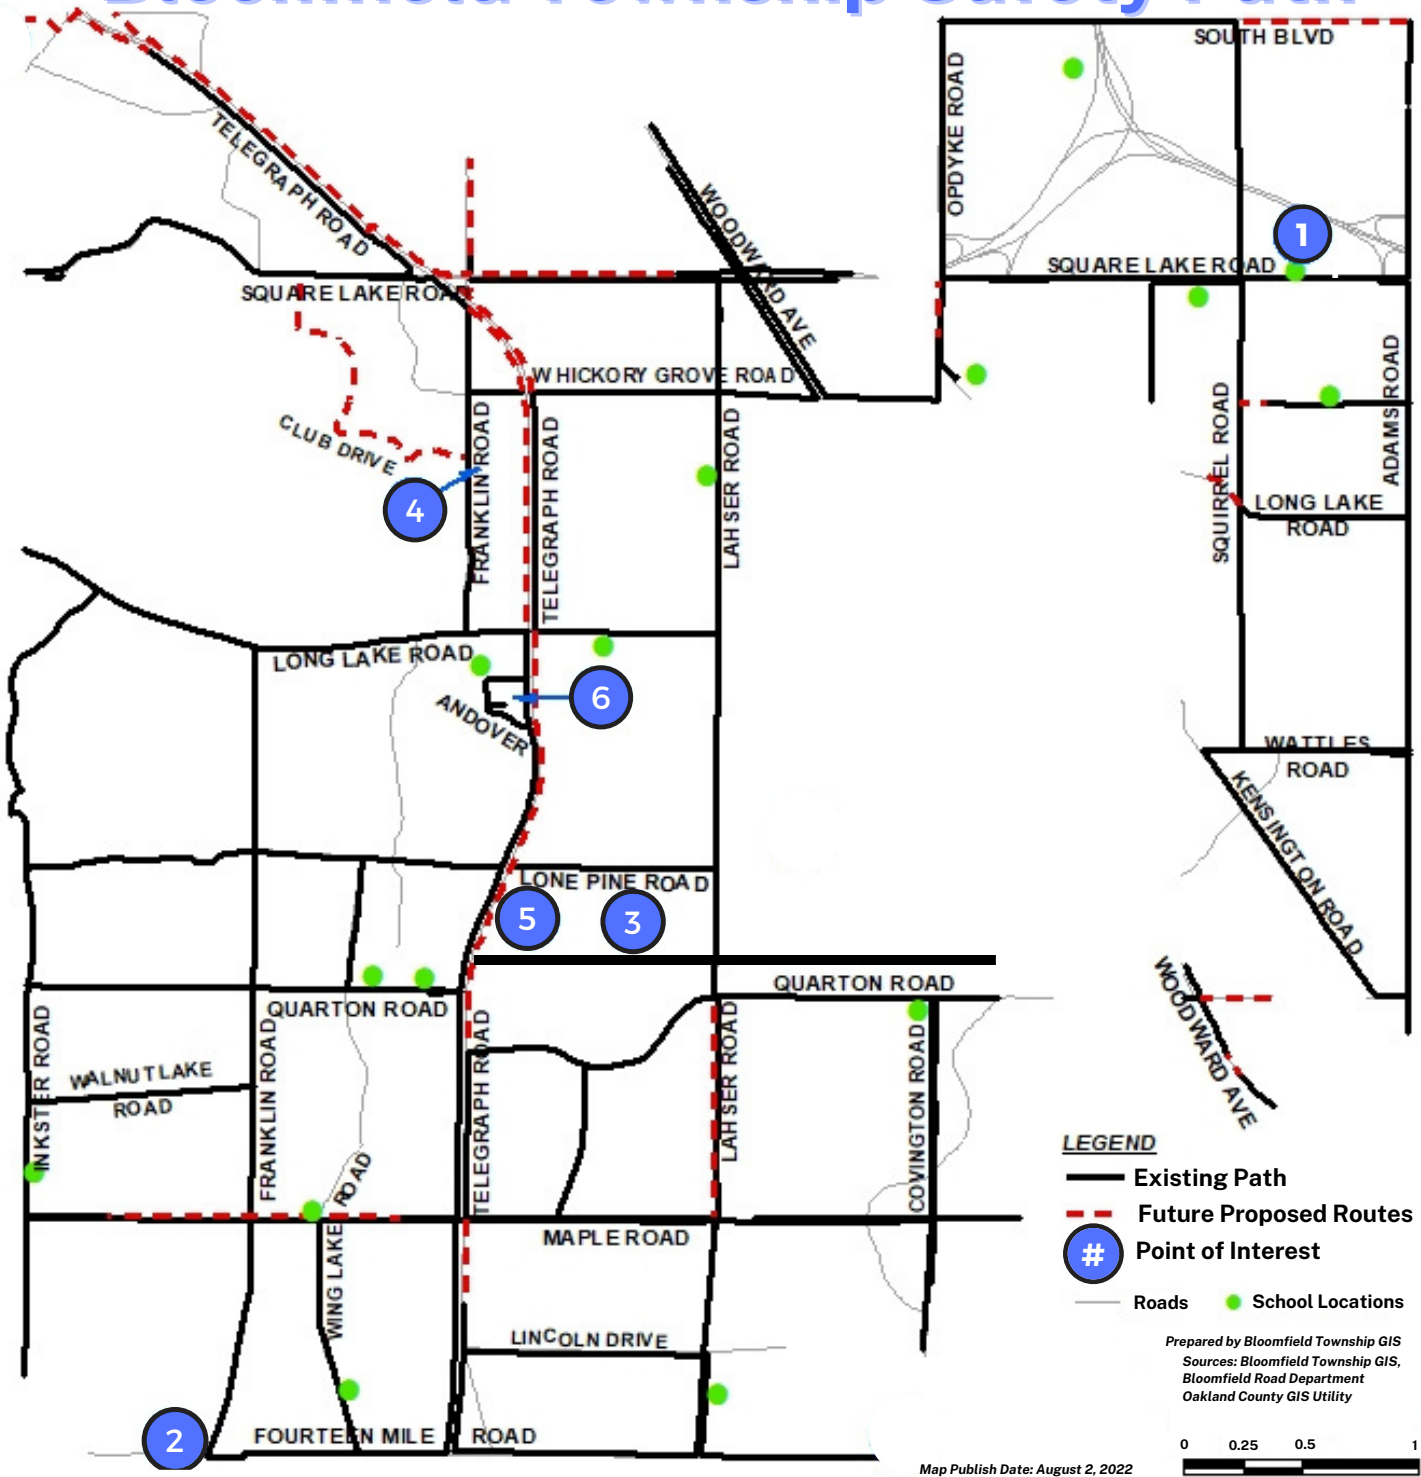 Bloomfield Township Safety Path
SOUTH BLVD
OPDYKE ROAD
TELEGRAPH ROAD
WOODWARD AVE
1
SQUARE LAKE ROAD
SQUARE LAKE ROAD
W HICKORY GROVE ROAD
ADAMS ROAD
CLUB DRIVE
FRANKLIN ROAD
TELEGRAPH ROAD
LAHSER ROAD
SQUIRREL ROAD
4
LONG LAKE
ROAD
LONG LAKE ROAD
6
ANDOVER
WATTLES
ROAD
KENSINGTON ROAD
LONE PINE ROAD
5
3
QUARTON ROAD
QUARTON ROAD
WOODWARD AVE
INKSTER ROAD
WALNUT LAKE
ROAD
FRANKLIN ROAD
TELEGRAPH ROAD
LAHSER ROAD
COVINGTON ROAD
WING LAKE ROAD
MAPLE ROAD
LINCOLN DRIVE
2
FOURTEEN MILE ROAD
LEGEND
Existing Path
Future Proposed Routes
# Point of Interest
Roads
School Locations
Prepared by Bloomfield Township GIS
Sources: Bloomfield Township GIS,
Bloomfield Road Department
Oakland County GIS Utility
0 0.25 0.5 1
Map Publish Date: August 2, 2022